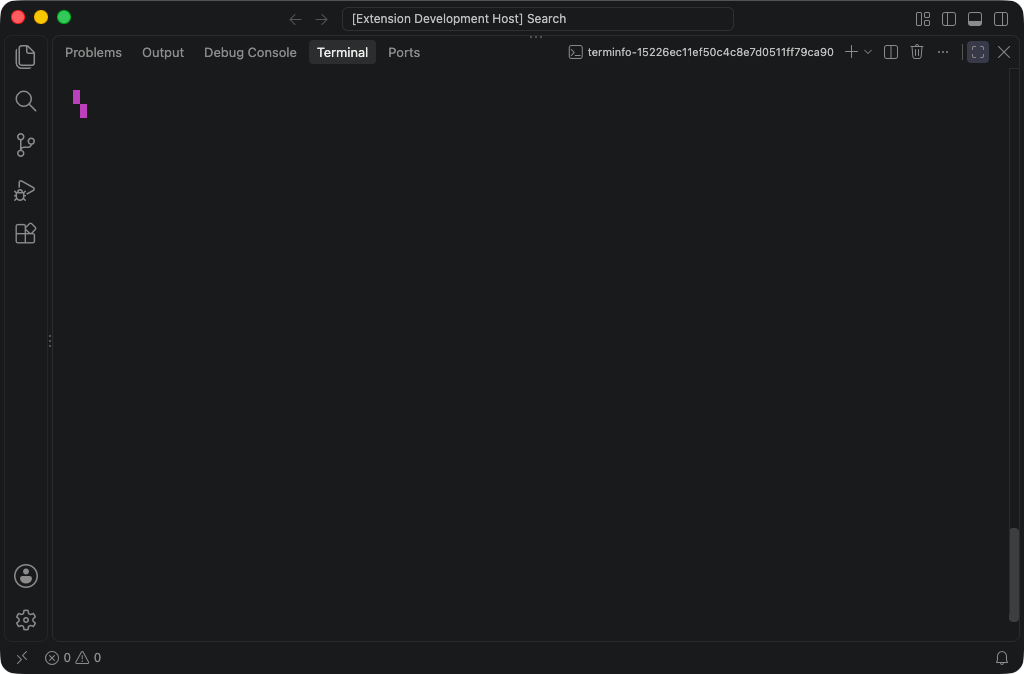 [Extension Development Host] Search
Problems Output Debug Console Terminal Ports terminfo-15226ec11ef50c4c8e7d0511ff79ca90
0 0